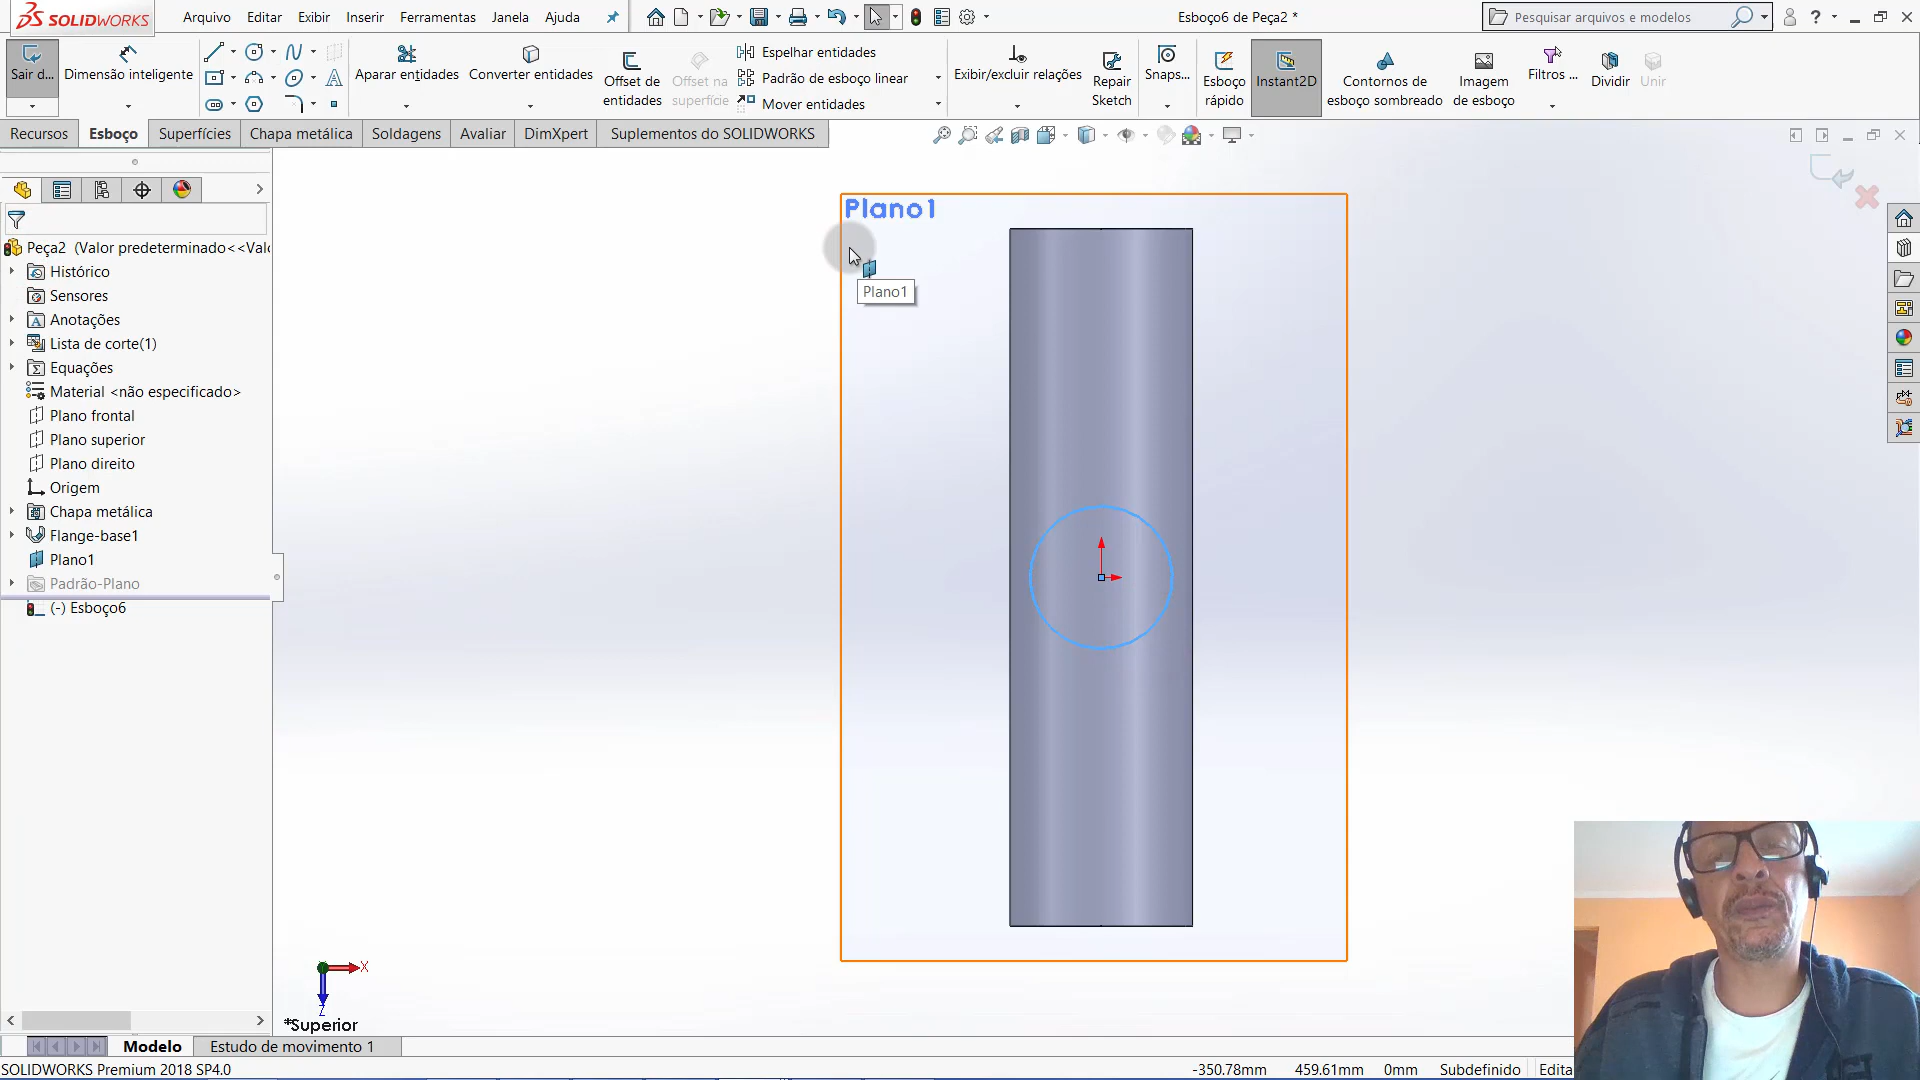 SOLIDWORKS
Arquivo Editar Exibir Inserir Ferramentas Janela Ajuda
Esboço6 de Peça2 *
Pesquisar arquivos e modelos
?
Sair d...
Dimensão inteligente
Aparar entidades
Converter entidades
Offset de entidades
Offset na superfície
Espelhar entidades
Padrão de esboço linear
Mover entidades
Exibir/excluir relações
Repair Sketch
Snaps...
Esboço rápido
Instant2D
Contornos de esboço sombreado
Imagem de esboço
Filtros ...
Dividir
Unir
Recursos Esboço Superfícies Chapa metálica Soldagens Avaliar DimXpert Suplementos do SOLIDWORKS
Peça2 (Valor predeterminado<<Valo
Histórico
Sensores
Anotações
Lista de corte(1)
Equações
Material <não especificado>
Plano frontal
Plano superior
Plano direito
Origem
Chapa metálica
Flange-base1
Plano1
Padrão-Plano
(-) Esboço6
Plano1
Plano1
X
Z
*Superior
Modelo Estudo de movimento 1
SOLIDWORKS Premium 2018 SP4.0
-350.78mm 459.61mm 0mm Subdefinido Edita